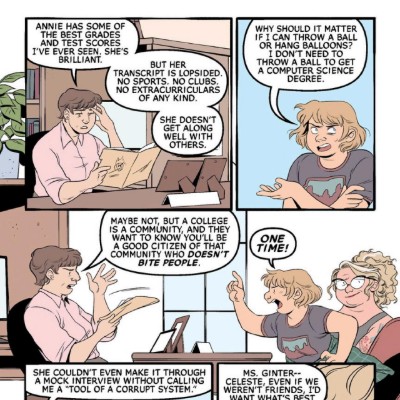 ANNIE HAS SOME OF
THE BEST GRADES
AND TEST SCORES
I'VE EVER SEEN. SHE'S
BRILLIANT.
BUT HER
TRANSCRIPT IS LOPSIDED.
NO SPORTS. NO CLUBS.
NO EXTRACURRICULARS
OF ANY KIND.
SHE DOESN'T
GET ALONG
WELL WITH
OTHERS.
WHY SHOULD IT MATTER
IF I CAN THROW A BALL
OR HANG BALLOONS?
I DON'T NEED TO
THROW A BALL TO GET
A COMPUTER SCIENCE
DEGREE.
MAYBE NOT, BUT A COLLEGE
IS A COMMUNITY, AND THEY
WANT TO KNOW YOU'LL BE
A GOOD CITIZEN OF THAT
COMMUNITY WHO DOESN'T
BITE PEOPLE.
ONE
TIME!
SHE COULDN'T EVEN MAKE IT THROUGH
A MOCK INTERVIEW WITHOUT CALLING
ME A "TOOL OF A CORRUPT SYSTEM."
MS. GINTER--
CELESTE, EVEN IF WE
WEREN'T FRIENDS, I'D
WANT WHAT'S BEST